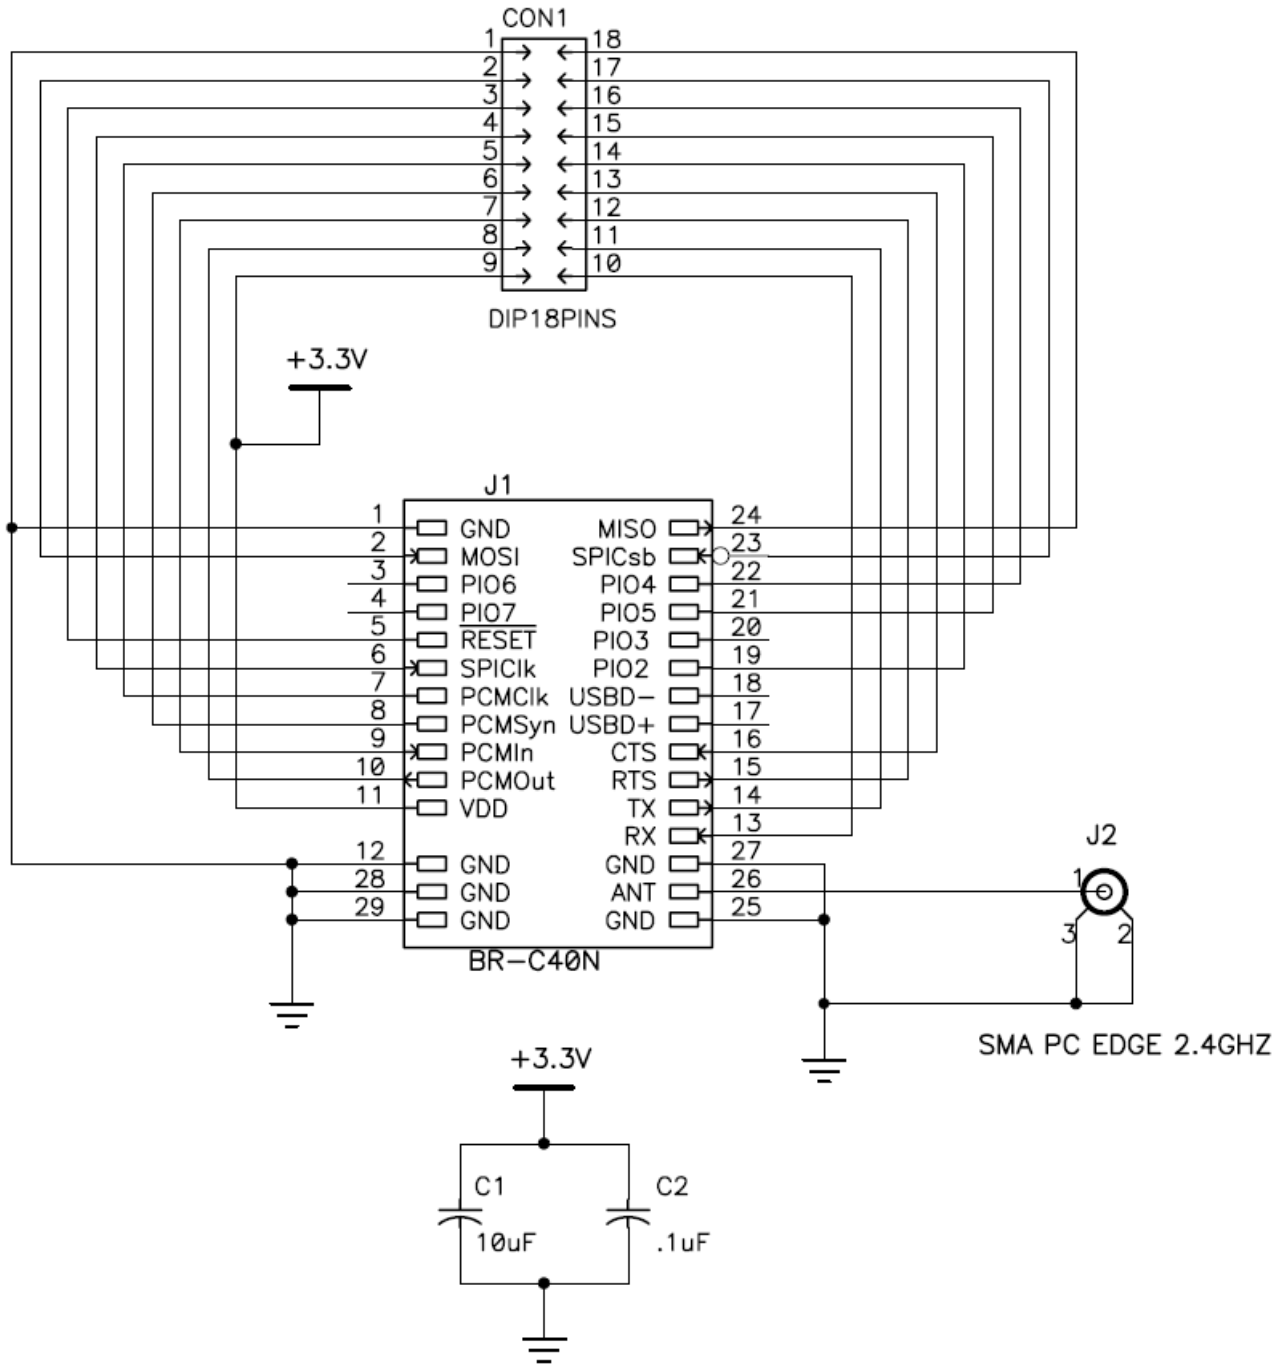 CON1
1 18
2 17
3 16
4 15
5 14
6 13
7 12
8 11
9 10
DIP18PINS
+3.3V
J1
1 GND MISO 24
2 MOSI SPICsb 23
3 PIO6 PIO4 22
4 PIO7 PIO5 21
5 RESET PIO3 20
6 SPIClk PIO2 19
7 PCMClk USBD- 18
8 PCMSyn USBD+ 17
9 PCMIn CTS 16
10 PCMOut RTS 15
11 VDD TX 14
RX 13
12 GND GND 27
28 GND ANT 26
29 GND GND 25
BR-C40N
J2
1
3 2
SMA PC EDGE 2.4GHZ
+3.3V
C1 C2
10uF .1uF